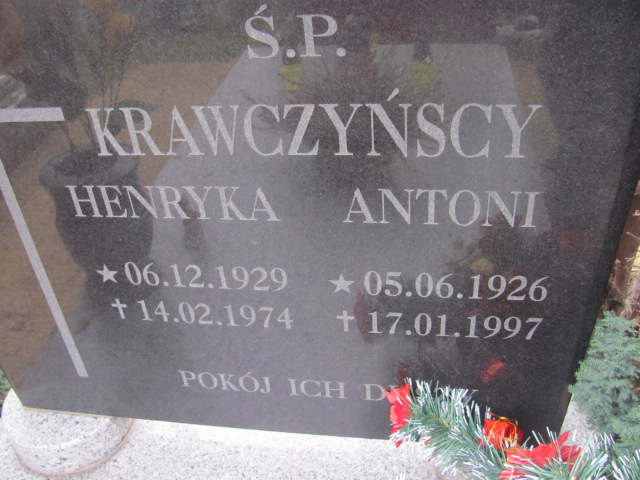 Ś.P.
KRAWCZYŃSCY
HENRYKA ANTONI
★06.12.1929 ★05.06.1926
✝14.02.1974 ✝17.01.1997
POKÓJ ICH